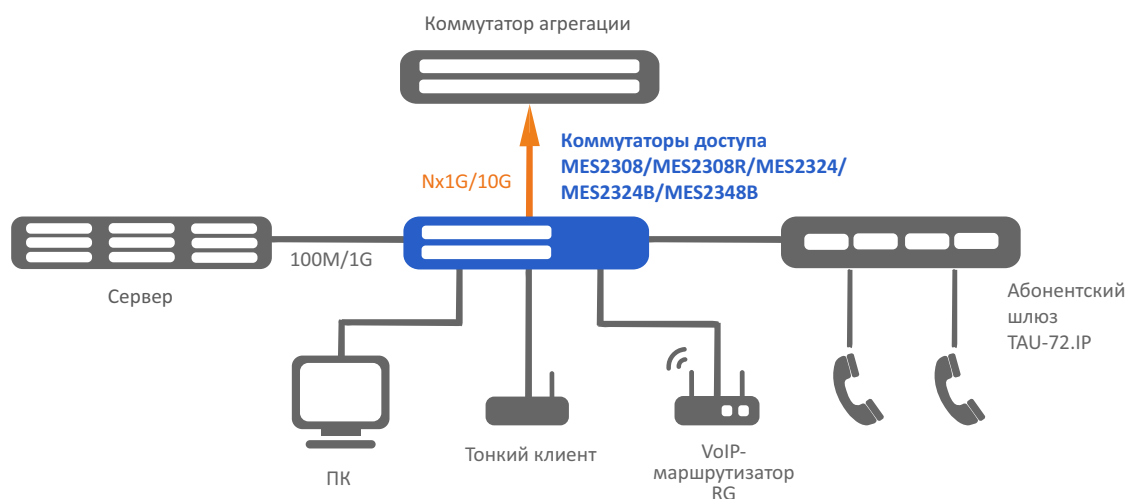 Коммутатор агрегации
Коммутаторы доступа
MES2308/MES2308R/MES2324/
MES2324B/MES2348B
Nx1G/10G
100M/1G
Сервер
Абонентский
шлюз
TAU-72.IP
ПК
Тонкий клиент
VoIP-
маршрутизатор
RG